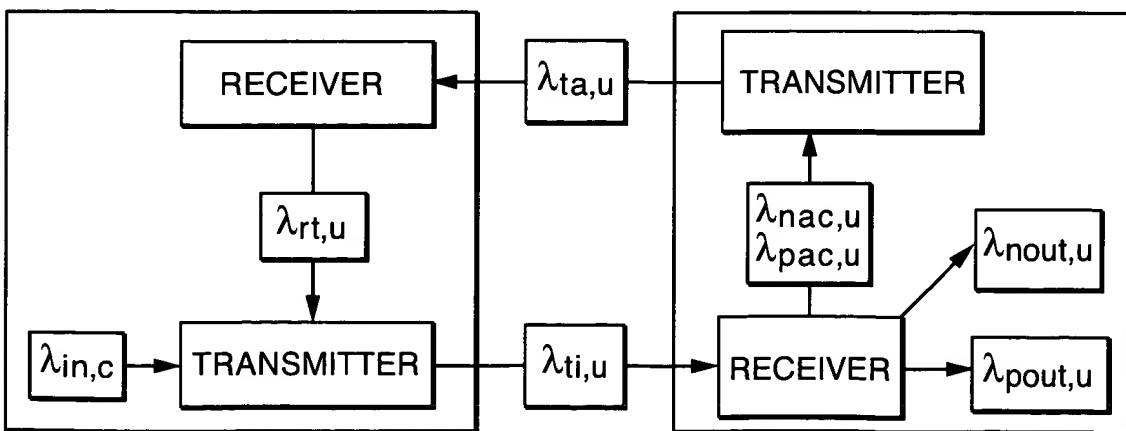 RECEIVER
λta,u
TRANSMITTER
λrt,u
λnac,u
λpac,u
λnout,u
λin,c
TRANSMITTER
λti,u
RECEIVER
λpout,u